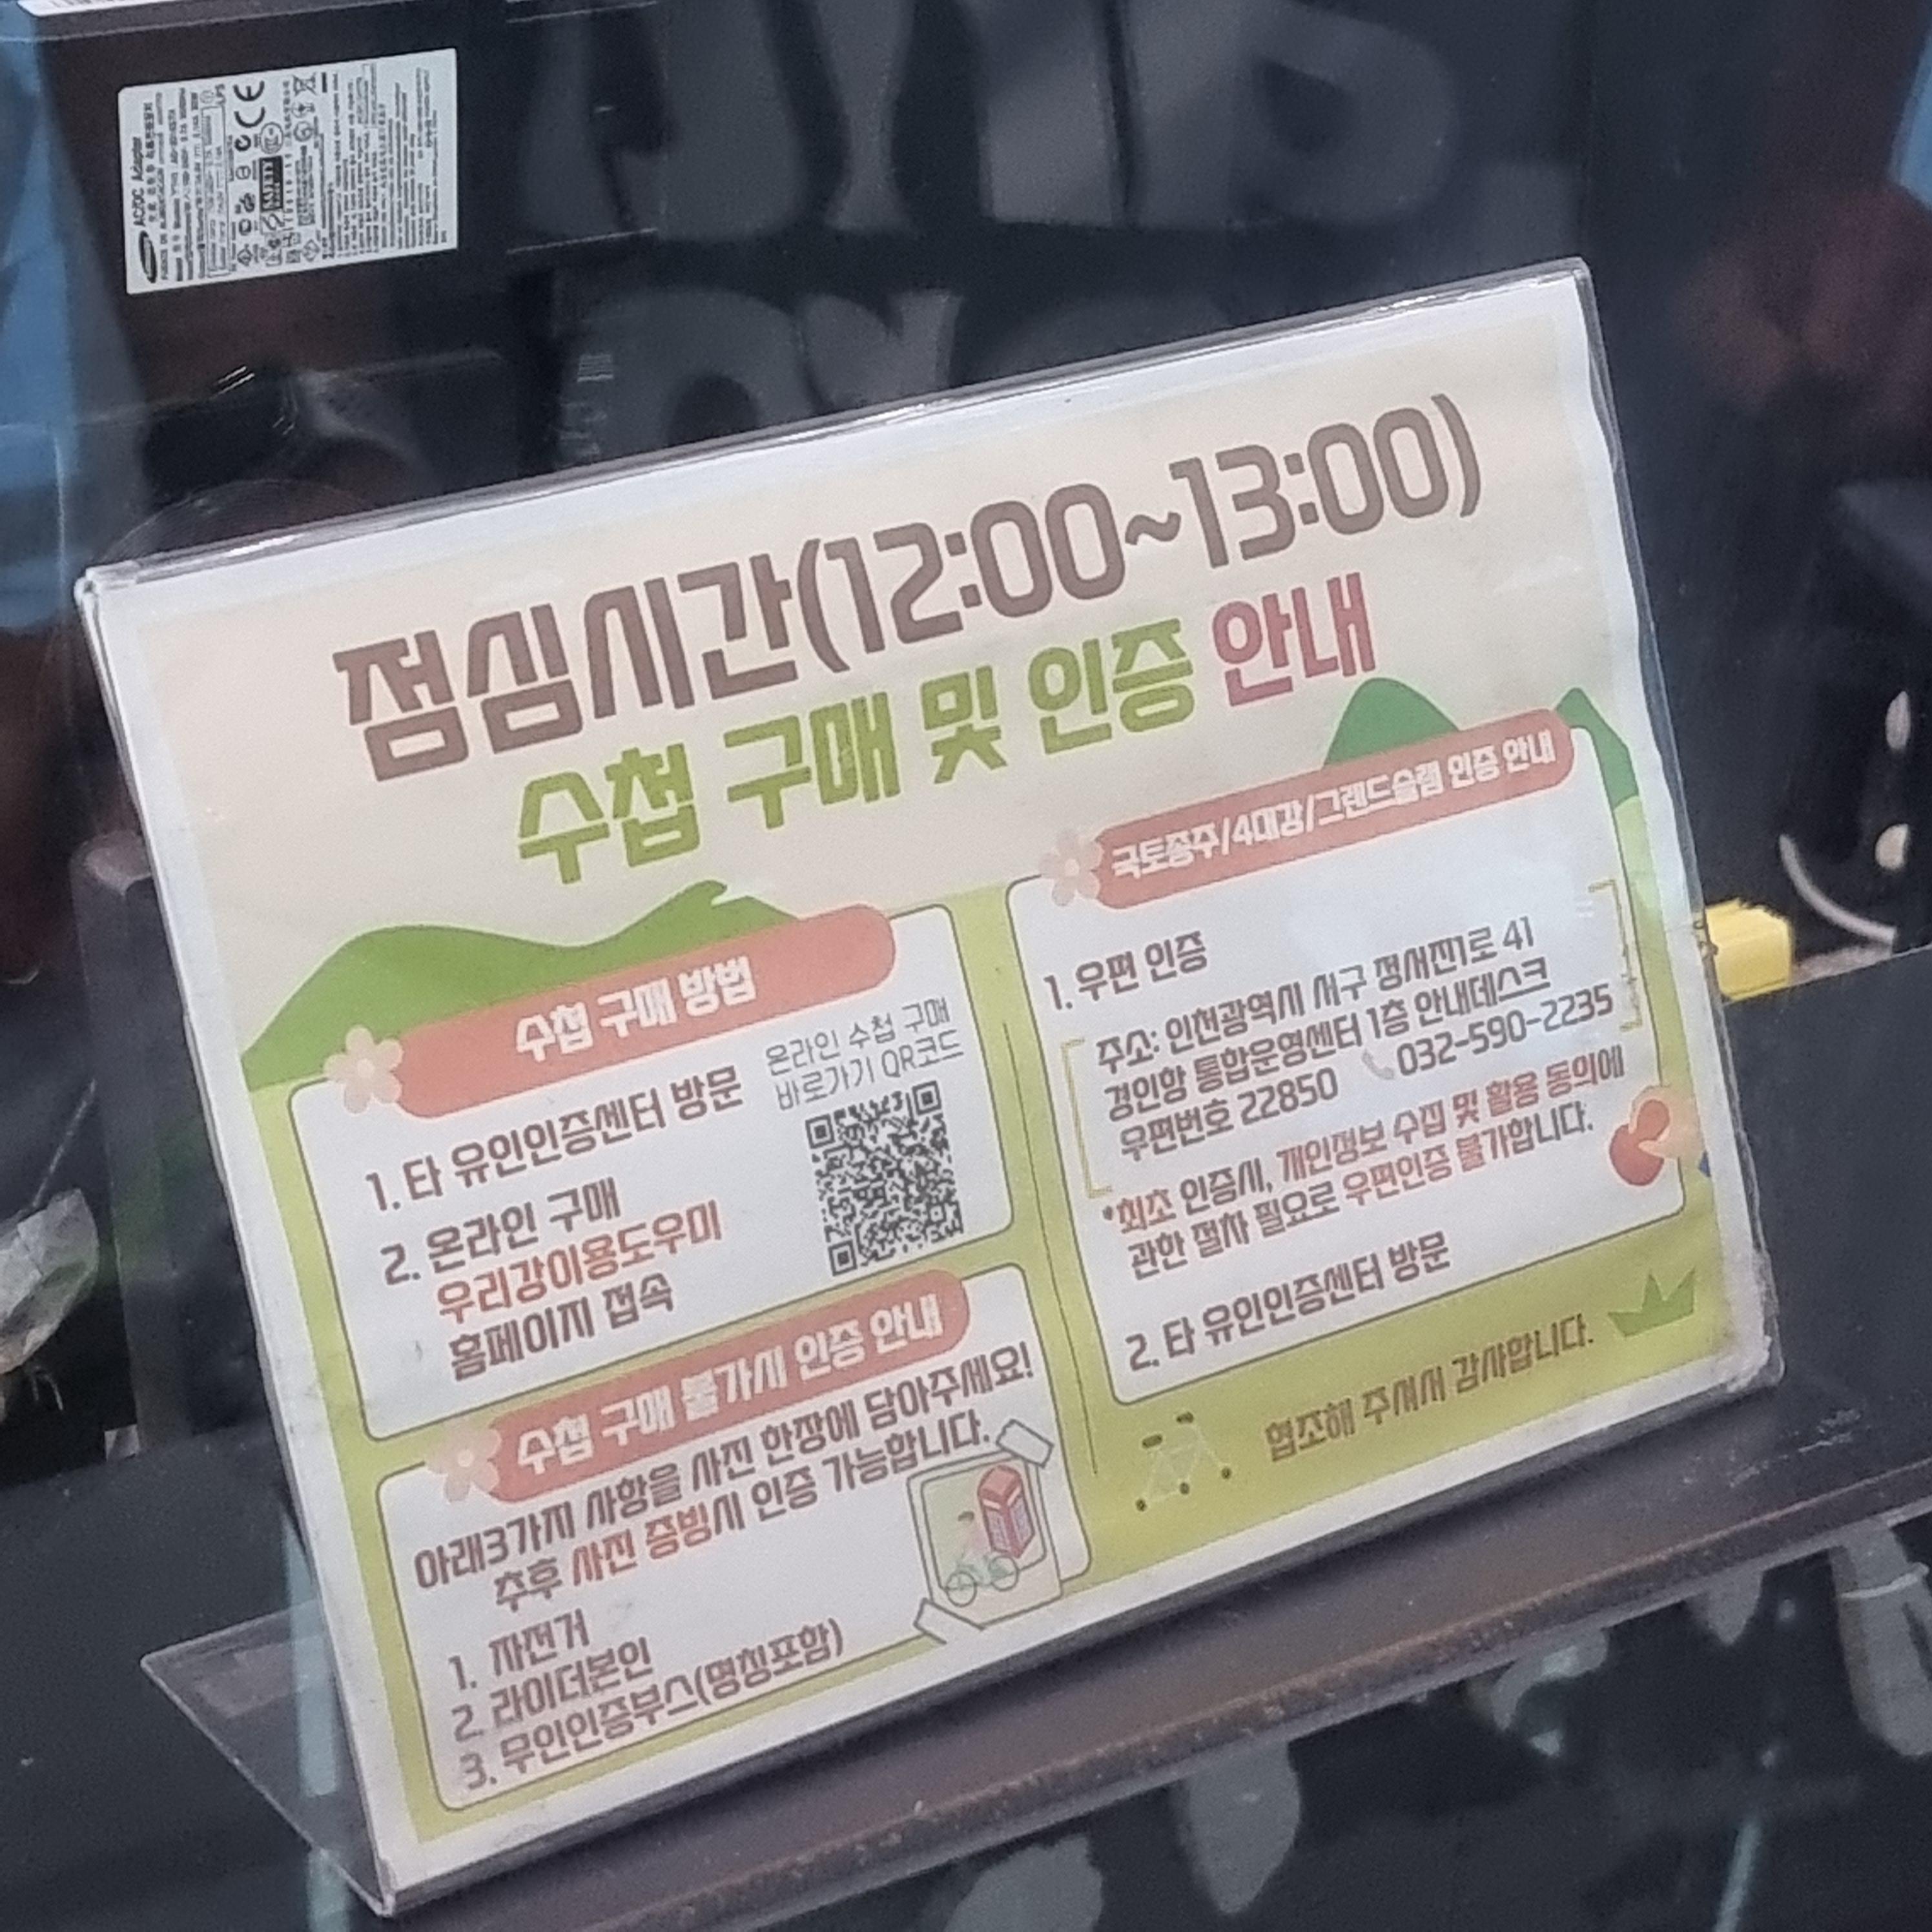 AC/DC Adapter
점심시간(12:00~13:00)
수첩 구매 및 인증 안내
수첩 구매 방법
1. 타 유인인증센터 방문
2. 온라인 구매
우리강이용도우미
홈페이지 접속
온라인 수첩 구매
바로가기 QR코드
수첩 구매 불가시 인증 안내
아래3가지 사항을 사진 한장에 담아주세요!
추후 사진 증빙시 인증 가능합니다.
1. 자전거
2. 라이더본인
3. 무인인증부스(명칭포함)
국토종주/4대강/그랜드슬램 인증 안내
1. 우편 인증
주소: 인천광역시 서구 정서진1로 41
경인항 통합운영센터 1층 안내데스크
우편번호 22850 032-590-2235
*최초 인증시, 개인정보 수집 및 활용 동의에
관한 절차 필요로 우편인증 불가합니다.
2. 타 유인인증센터 방문
협조해 주셔서 감사합니다.